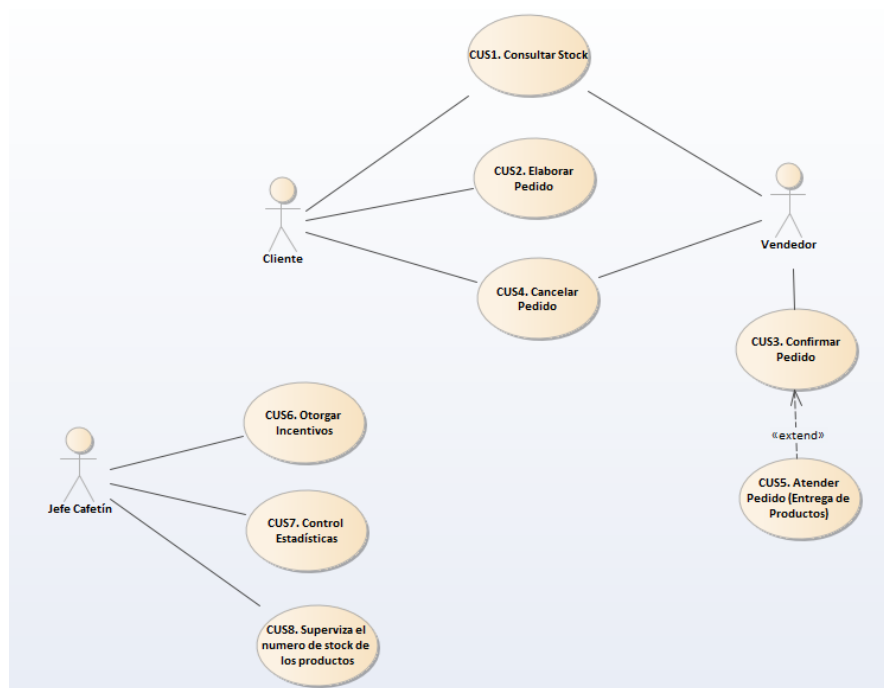 CUS1. Consultar Stock
CUS2. Elaborar
Pedido
Cliente
Vendedor
CUS4. Cancelar
Pedido
CUS3. Confirmar
Pedido
CUS6. Otorgar
Incentivos
«extend»
CUS5. Atender
Pedido (Entrega de
Productos)
Jefe Cafetín
CUS7. Control
Estadísticas
CUS8. Superviza el
numero de stock de
los productos